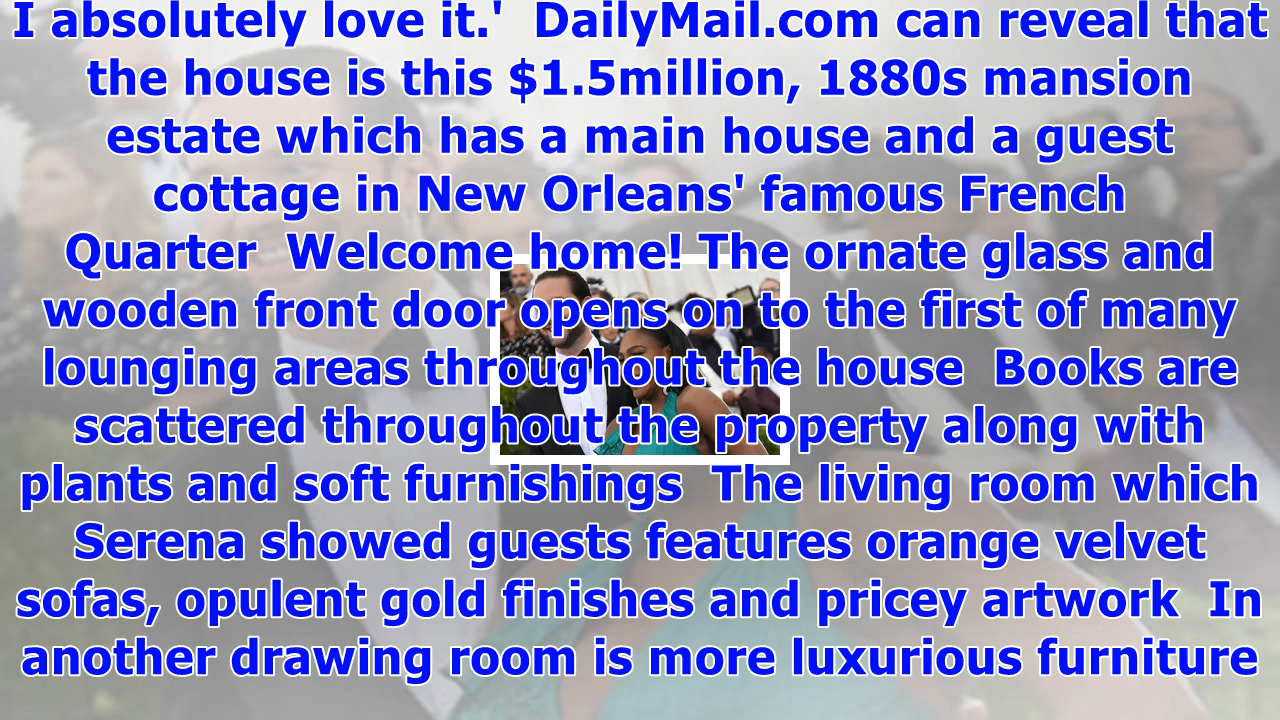 I absolutely love it.'  DailyMail.com can reveal that
the house is this $1.5million, 1880s mansion
estate which has a main house and a guest
cottage in New Orleans' famous French
Quarter  Welcome home! The ornate glass and
wooden front door opens on to the first of many
lounging areas throughout the house  Books are
scattered throughout the property along with
plants and soft furnishings  The living room which
Serena showed guests features orange velvet
sofas, opulent gold finishes and pricey artwork  In
another drawing room is more luxurious furniture